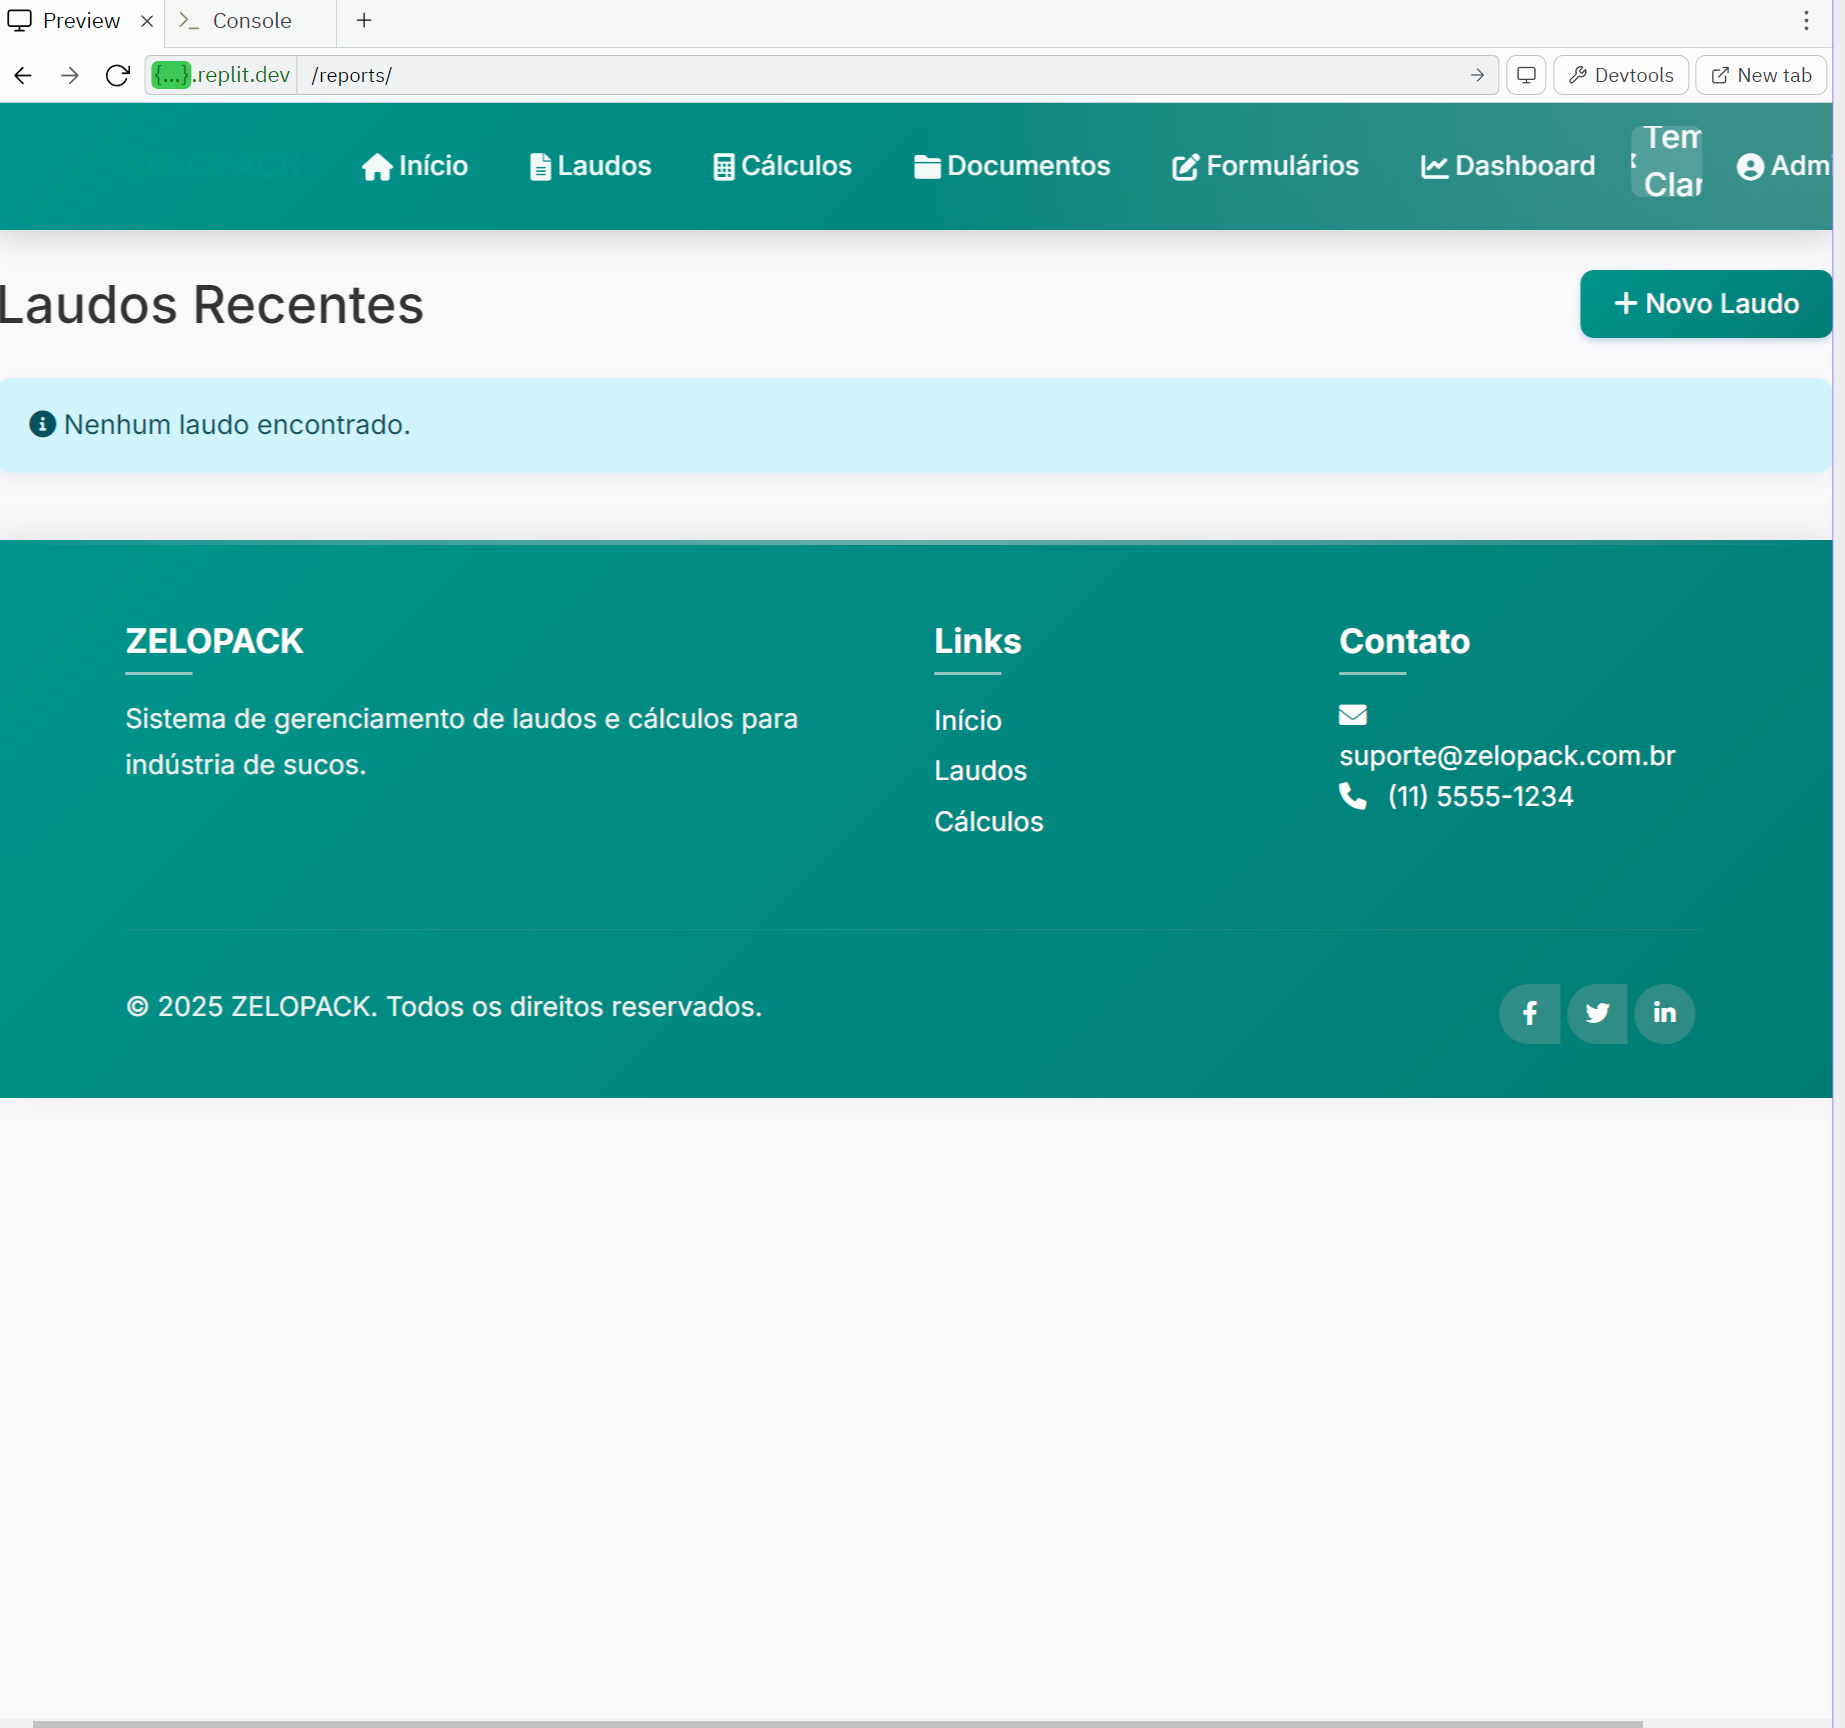 Preview
Console
{...}.replit.dev /reports/
Devtools
New tab
ZELOPACK
Início
Laudos
Cálculos
Documentos
Formulários
Dashboard
Tem
Clar
Adm
Laudos Recentes
Novo Laudo
Nenhum laudo encontrado.
ZELOPACK
Sistema de gerenciamento de laudos e cálculos para
indústria de sucos.
Links
Início
Laudos
Cálculos
Contato
suporte@zelopack.com.br
(11) 5555-1234
© 2025 ZELOPACK. Todos os direitos reservados.